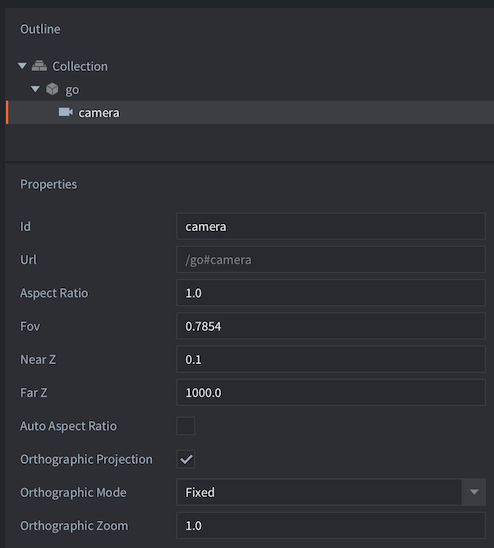 Outline
Collection
go
camera
Properties
Id camera
Url /go#camera
Aspect Ratio 1.0
Fov 0.7854
Near Z 0.1
Far Z 1000.0
Auto Aspect Ratio
Orthographic Projection
Orthographic Mode Fixed
Orthographic Zoom 1.0